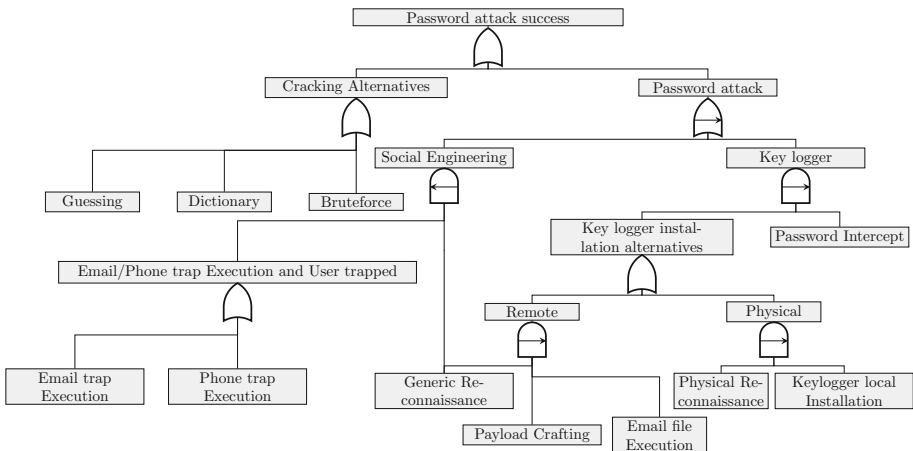 Password attack success
Cracking Alternatives
Password attack
Social Engineering
Key logger
Guessing
Dictionary
Bruteforce
Key logger instal-
lation alternatives
Password Intercept
Email/Phone trap Execution and User trapped
Remote
Physical
Email trap
Execution
Phone trap
Execution
Generic Re-
connaissance
Physical Re-
connaissance
Keylogger local
Installation
Payload Crafting
Email file
Execution